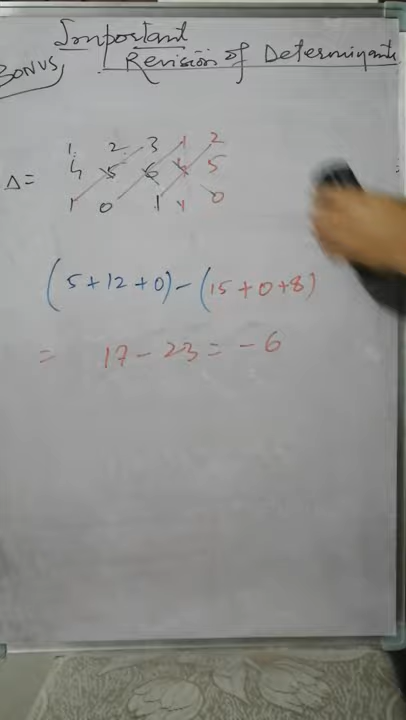 Important
BONUS, Revision of Determinants
1 2 3 1 2
Δ= 4 5 6 4 5
1 0 1 1 0
(5+12+0)-(15+0+8)
= 17-23=-6